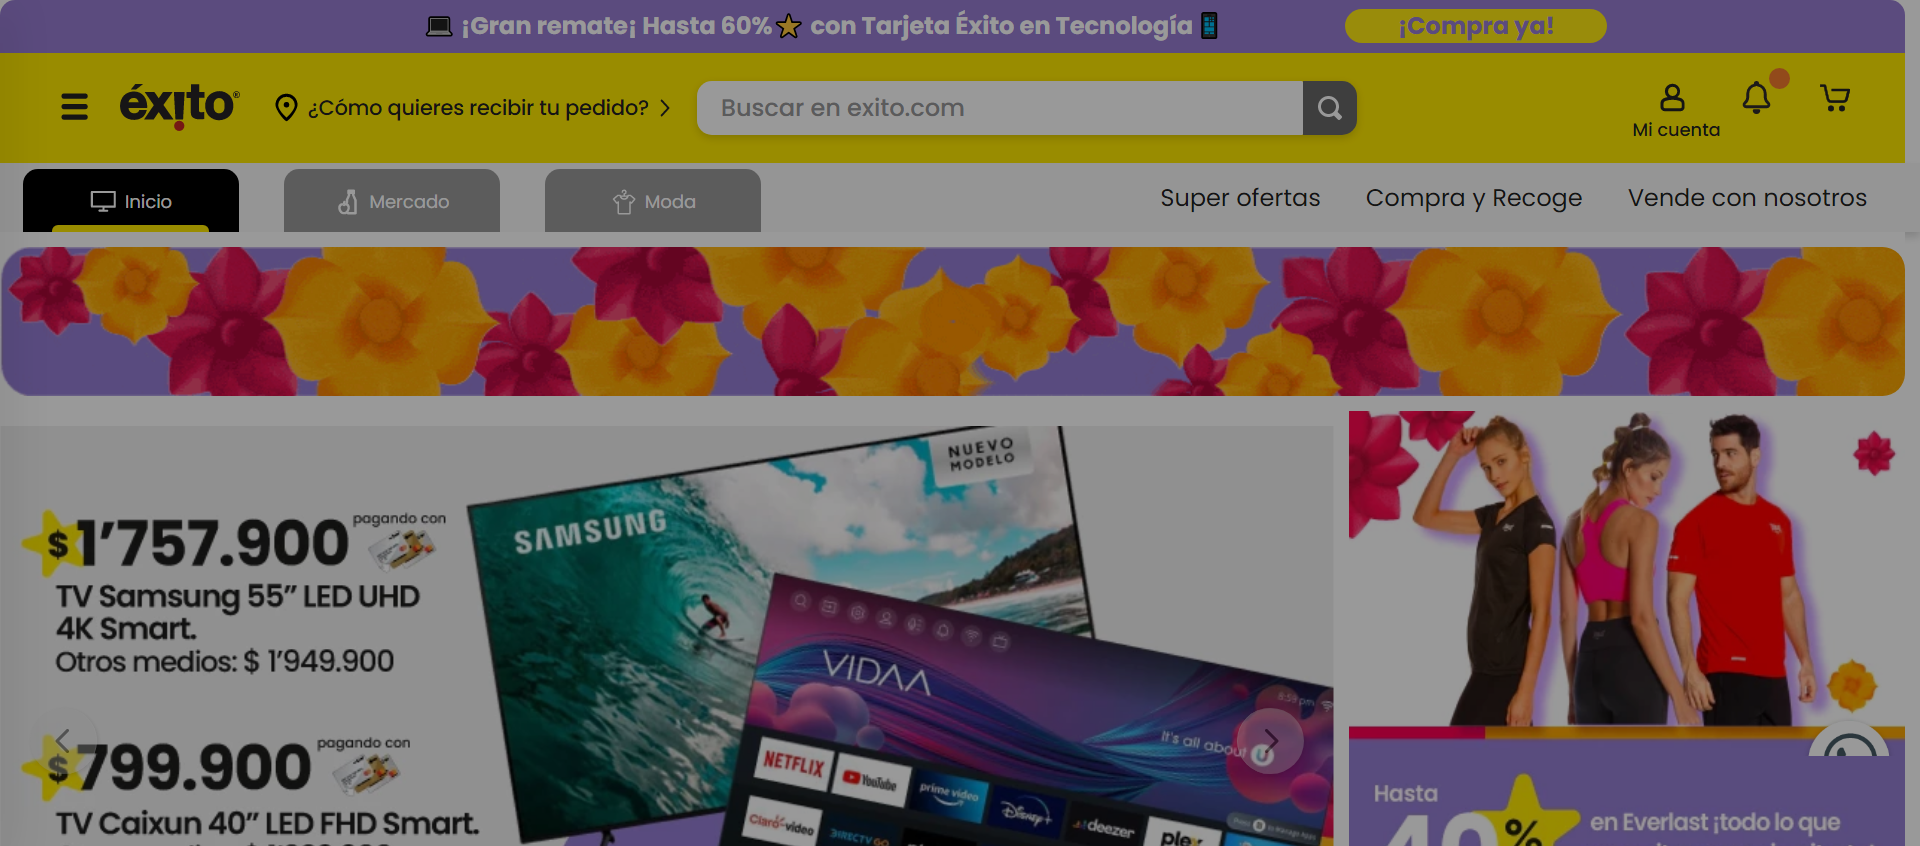 ¡Gran remate¡ Hasta 60% con Tarjeta Éxito en Tecnología
¡Compra ya!
éxito®
¿Cómo quieres recibir tu pedido?
Buscar en exito.com
Mi cuenta
Inicio
Mercado
Moda
Super ofertas
Compra y Recoge
Vende con nosotros
NUEVO
MODELO
SAMSUNG
$ 1'757.900
pagando con
TV Samsung 55” LED UHD
4K Smart.
Otros medios: $ 1'949.900
VIDAA
8:59 pm
It's all about U
$ 799.900
pagando con
TV Caixun 40” LED FHD Smart.
NETFLIX
YouTube
prime video
Disney+
Claro-video
DIRECTV GO
deezer
plex
Hasta
40%
en Everlast ¡todo lo que